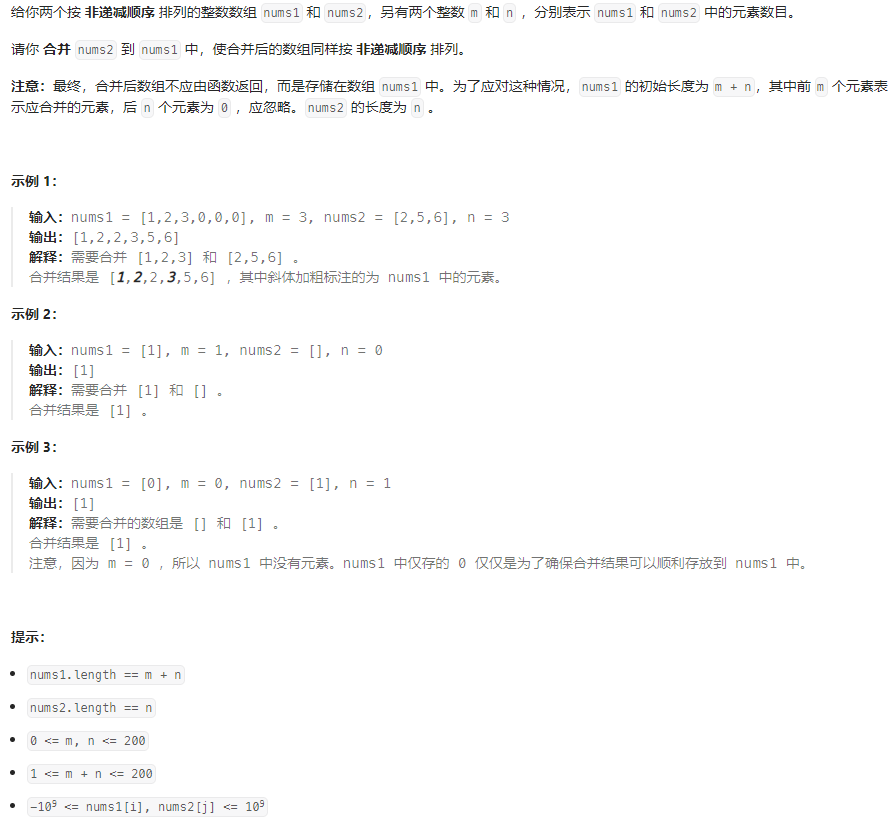 给你两个按 非递减顺序 排列的整数数组 nums1 和 nums2，另有两个整数 m 和 n ，分别表示 nums1 和 nums2 中的元素数目。
请你 合并 nums2 到 nums1 中，使合并后的数组同样按 非递减顺序 排列。
注意：最终，合并后数组不应由函数返回，而是存储在数组 nums1 中。为了应对这种情况，nums1 的初始长度为 m + n，其中前 m 个元素表
示应合并的元素，后 n 个元素为 0 ，应忽略。nums2 的长度为 n 。
示例 1：
输入：nums1 = [1,2,3,0,0,0], m = 3, nums2 = [2,5,6], n = 3
输出：[1,2,2,3,5,6]
解释：需要合并 [1,2,3] 和 [2,5,6] 。
合并结果是 [1,2,2,3,5,6] ，其中斜体加粗标注的为 nums1 中的元素。
示例 2：
输入：nums1 = [1], m = 1, nums2 = [], n = 0
输出：[1]
解释：需要合并 [1] 和 [] 。
合并结果是 [1] 。
示例 3：
输入：nums1 = [0], m = 0, nums2 = [1], n = 1
输出：[1]
解释：需要合并的数组是 [] 和 [1] 。
合并结果是 [1] 。
注意，因为 m = 0 ，所以 nums1 中没有元素。nums1 中仅存的 0 仅仅是为了确保合并结果可以顺利存放到 nums1 中。
提示：
• nums1.length == m + n
• nums2.length == n
• 0 <= m, n <= 200
• 1 <= m + n <= 200
• -10⁹ <= nums1[i], nums2[j] <= 10⁹